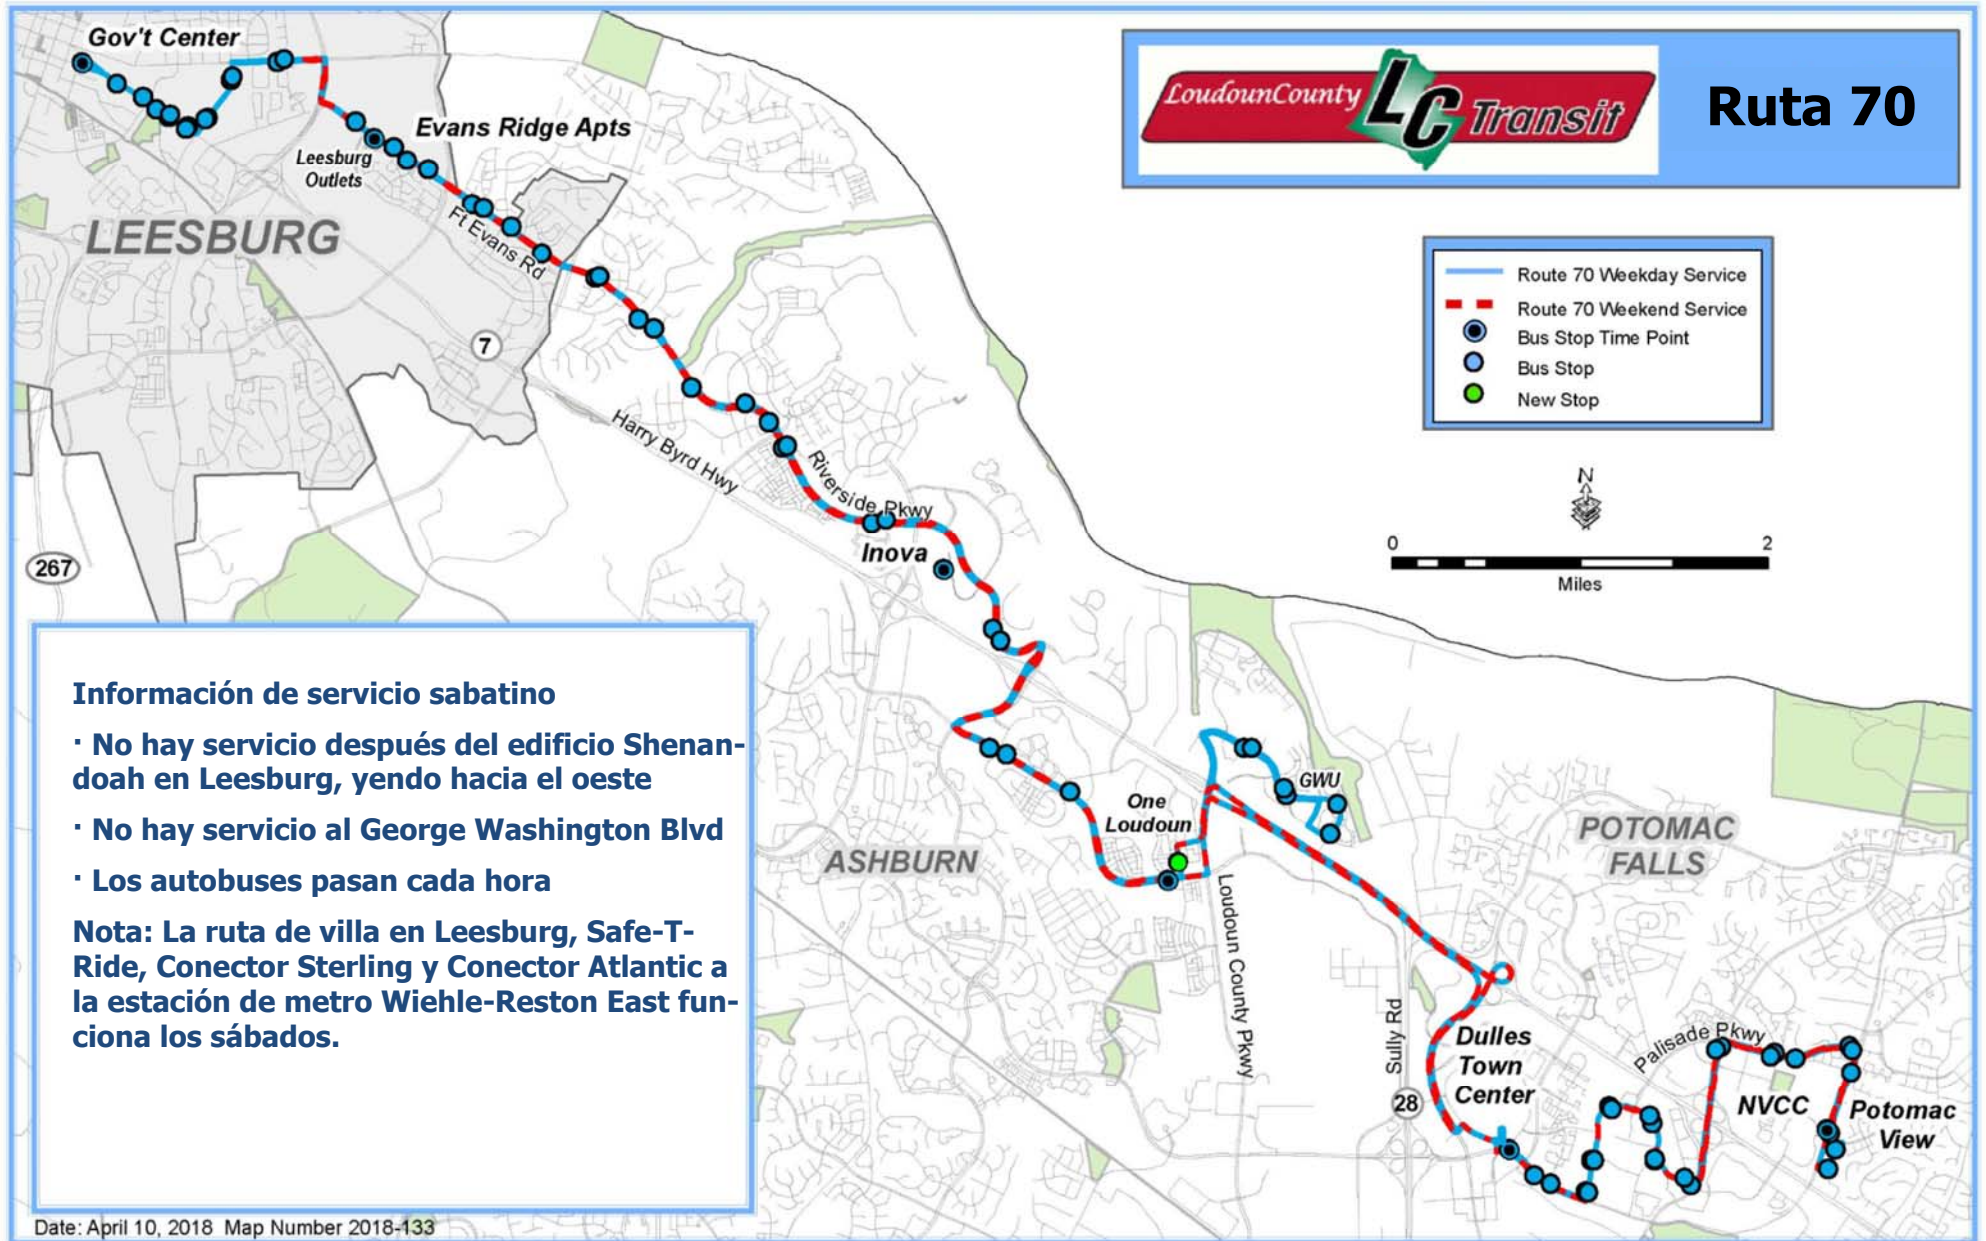 Gov't Center
Evans Ridge Apts
Leesburg
Outlets
LEESBURG
Ft Evans Rd
7
267
Harry Byrd Hwy
Riverside Pkwy
Inova
LoudounCounty
LC Transit
Ruta 70
Route 70 Weekday Service
Route 70 Weekend Service
Bus Stop Time Point
Bus Stop
New Stop
N
0 2
Miles
Información de servicio sabatino
· No hay servicio después del edificio Shenan-
doah en Leesburg, yendo hacia el oeste
· No hay servicio al George Washington Blvd
· Los autobuses pasan cada hora
Nota: La ruta de villa en Leesburg, Safe-T-
Ride, Conector Sterling y Conector Atlantic a
la estación de metro Wiehle-Reston East fun-
ciona los sábados.
GWU
One
Loudoun
ASHBURN
POTOMAC
FALLS
Loudoun County Pkwy
Sully Rd
28
Dulles
Town
Center
Palisade Pkwy
NVCC
Potomac
View
Date: April 10, 2018 Map Number 2018-133